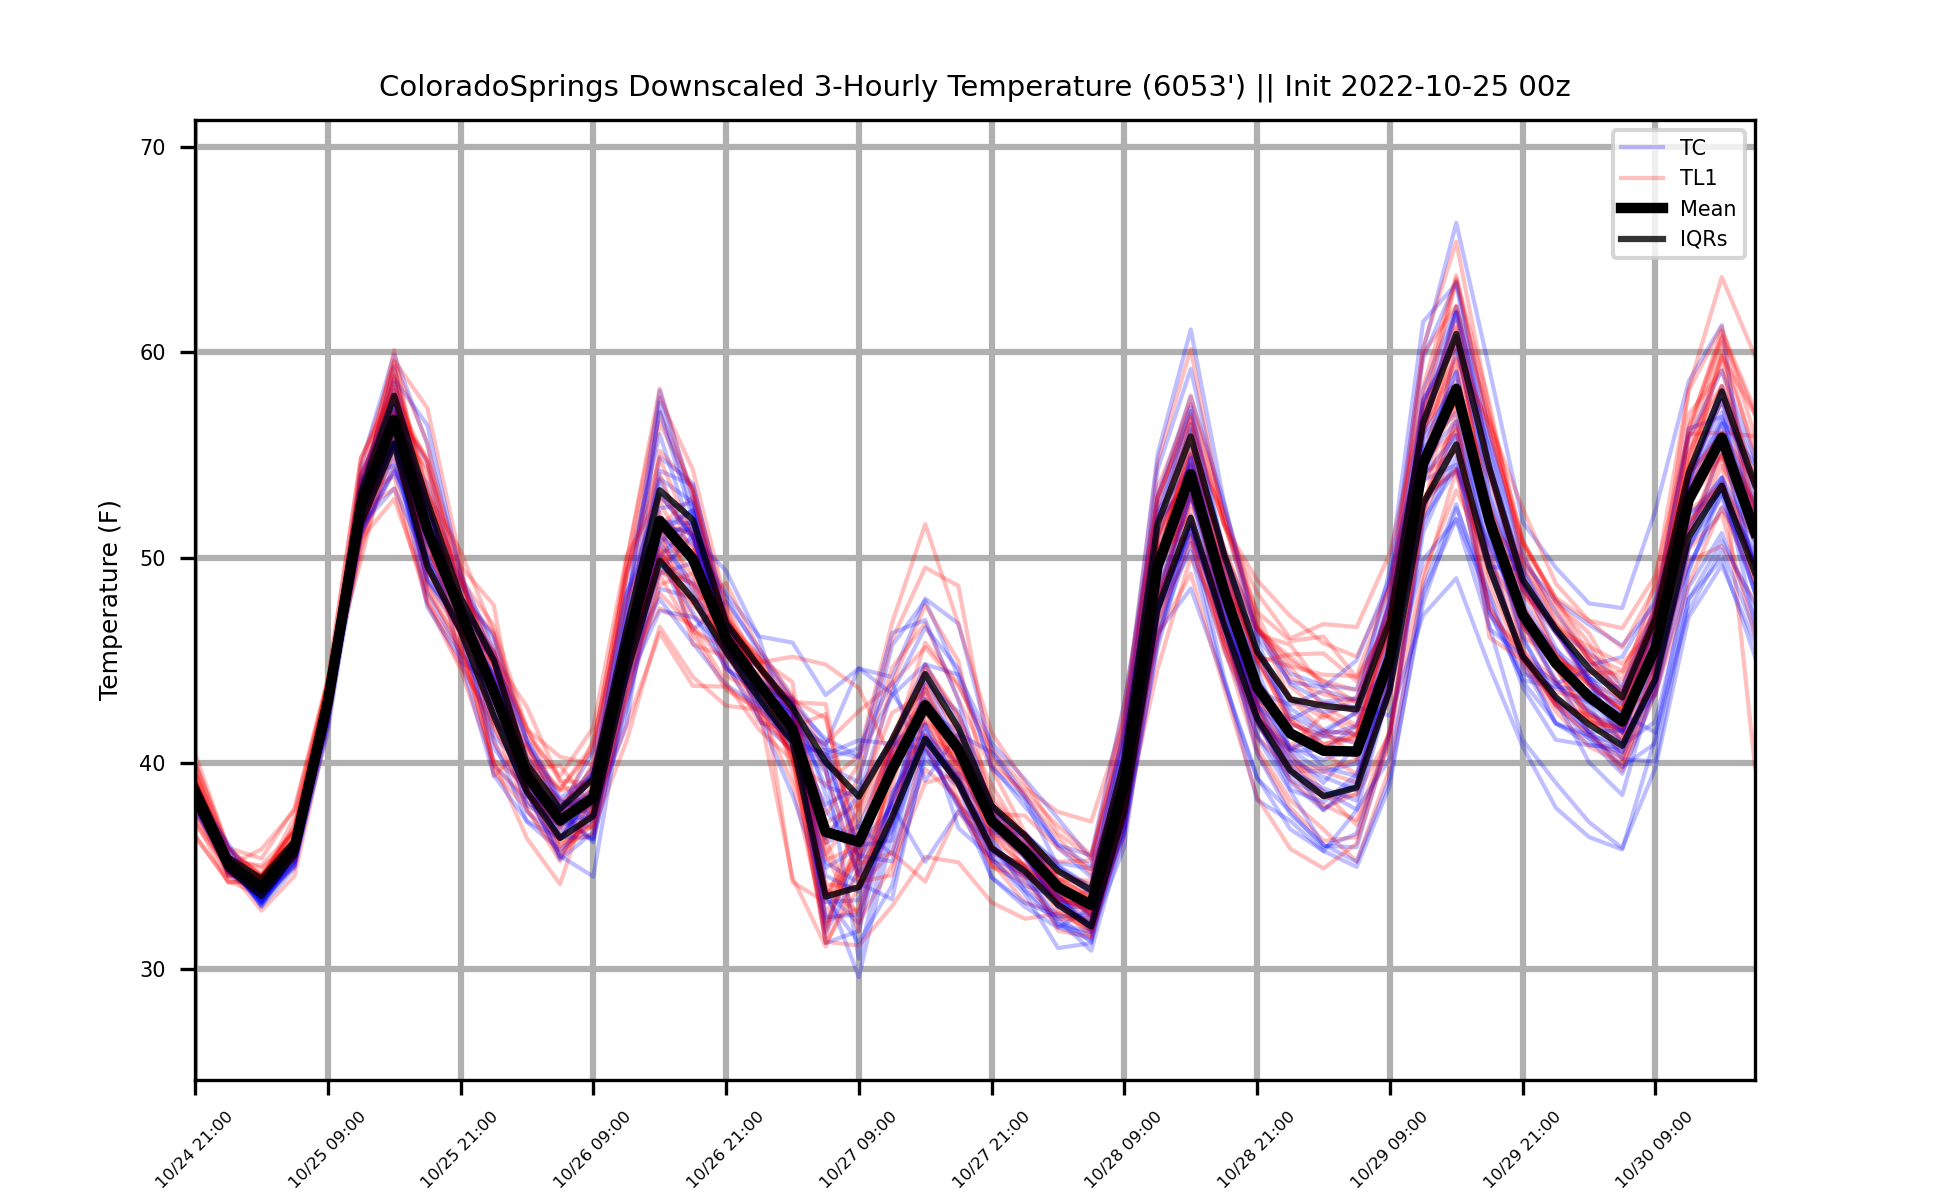 ColoradoSprings Downscaled 3-Hourly Temperature (6053') || Init 2022-10-25 00z
TC
TL1
Mean
IQRs
Temperature (F)
70
60
50
40
30
10/24 21:00
10/25 09:00
10/25 21:00
10/26 09:00
10/26 21:00
10/27 09:00
10/27 21:00
10/28 09:00
10/28 21:00
10/29 09:00
10/29 21:00
10/30 09:00